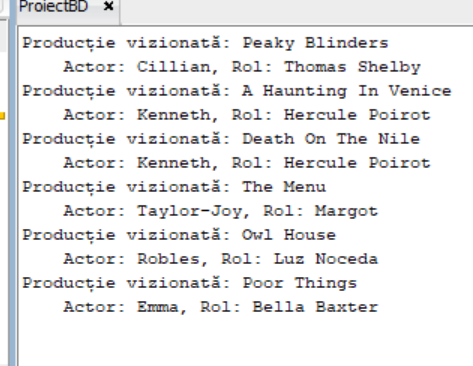 ProiectBD
Producție vizionată: Peaky Blinders
Actor: Cillian, Rol: Thomas Shelby
Producție vizionată: A Haunting In Venice
Actor: Kenneth, Rol: Hercule Poirot
Producție vizionată: Death On The Nile
Actor: Kenneth, Rol: Hercule Poirot
Producție vizionată: The Menu
Actor: Taylor-Joy, Rol: Margot
Producție vizionată: Owl House
Actor: Robles, Rol: Luz Noceda
Producție vizionată: Poor Things
Actor: Emma, Rol: Bella Baxter